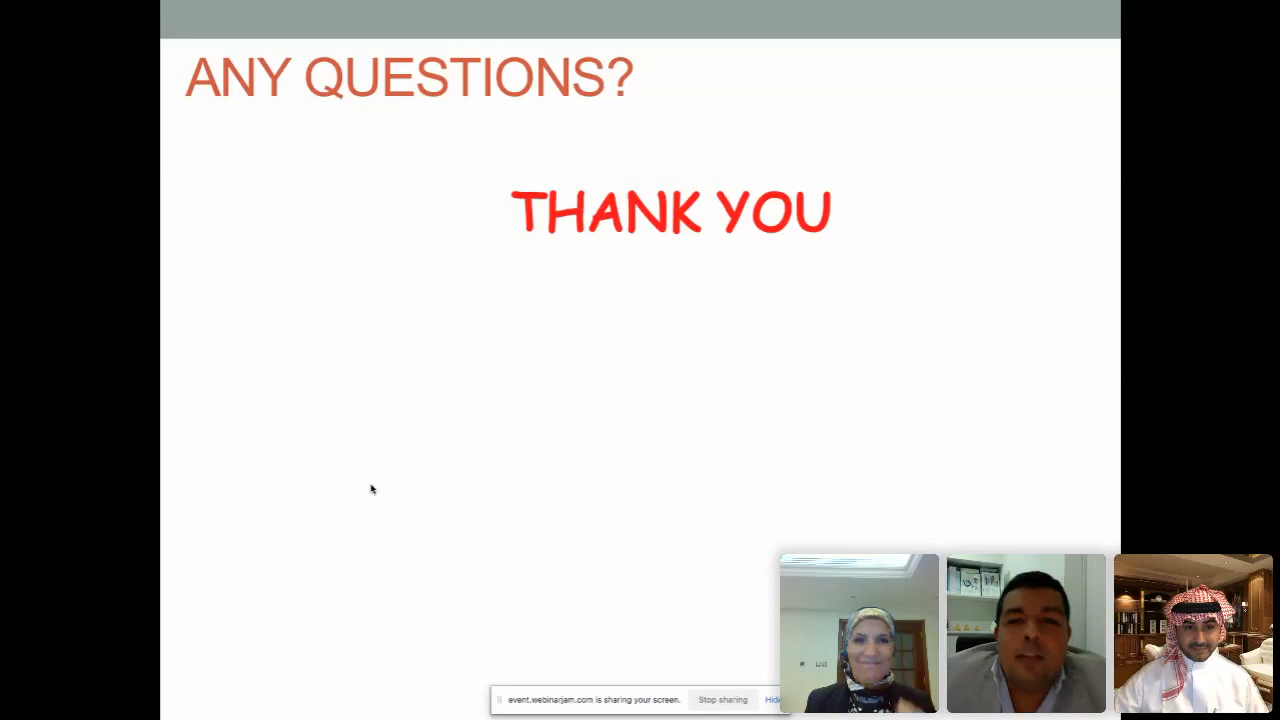 ANY QUESTIONS?
THANK YOU
event.webinarjam.com is sharing your screen. Stop sharing Hide